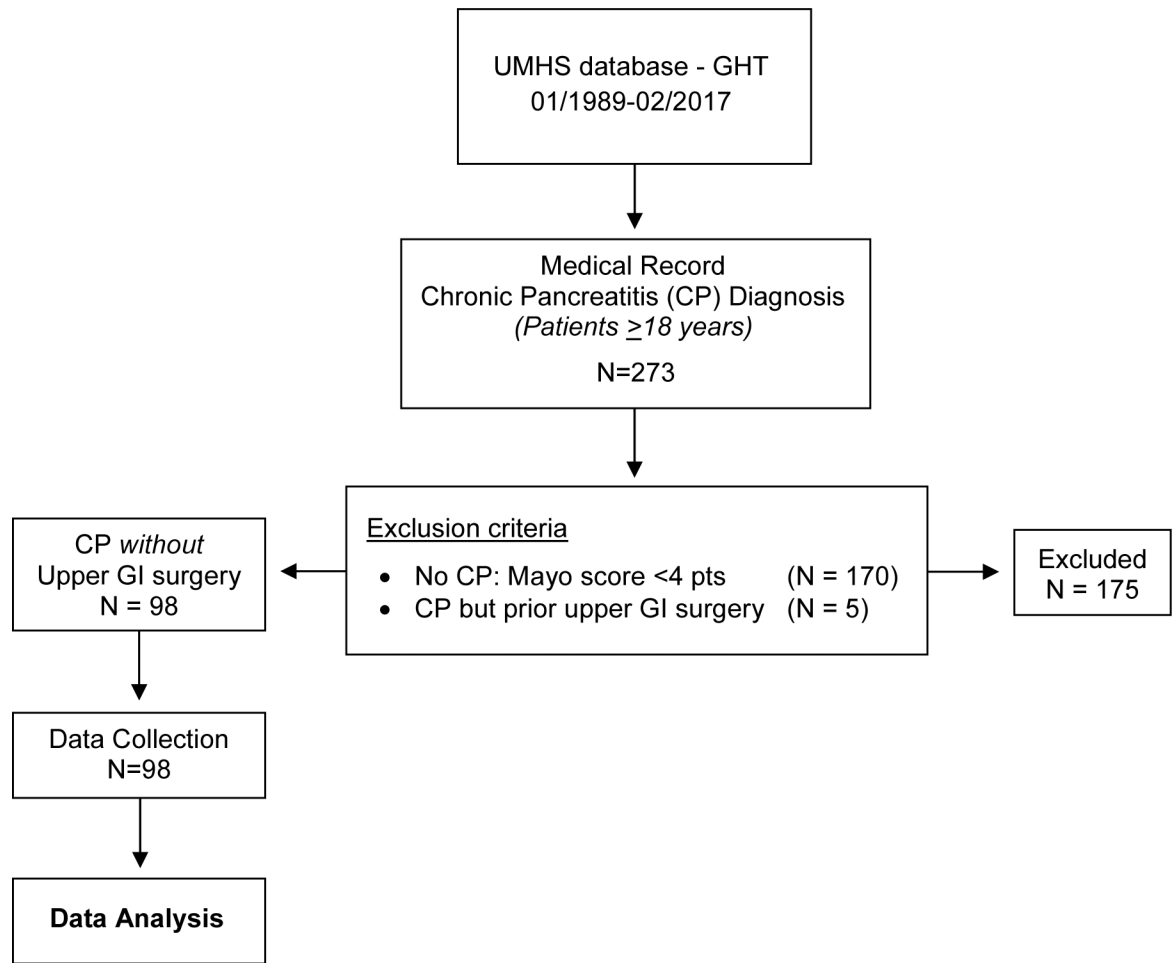 UMHS database - GHT
01/1989-02/2017
Medical Record
Chronic Pancreatitis (CP) Diagnosis
(Patients ≥18 years)
N=273
Exclusion criteria
• No CP: Mayo score <4 pts (N = 170)
• CP but prior upper GI surgery (N = 5)
CP without
Upper GI surgery
N = 98
Excluded
N = 175
Data Collection
N=98
Data Analysis